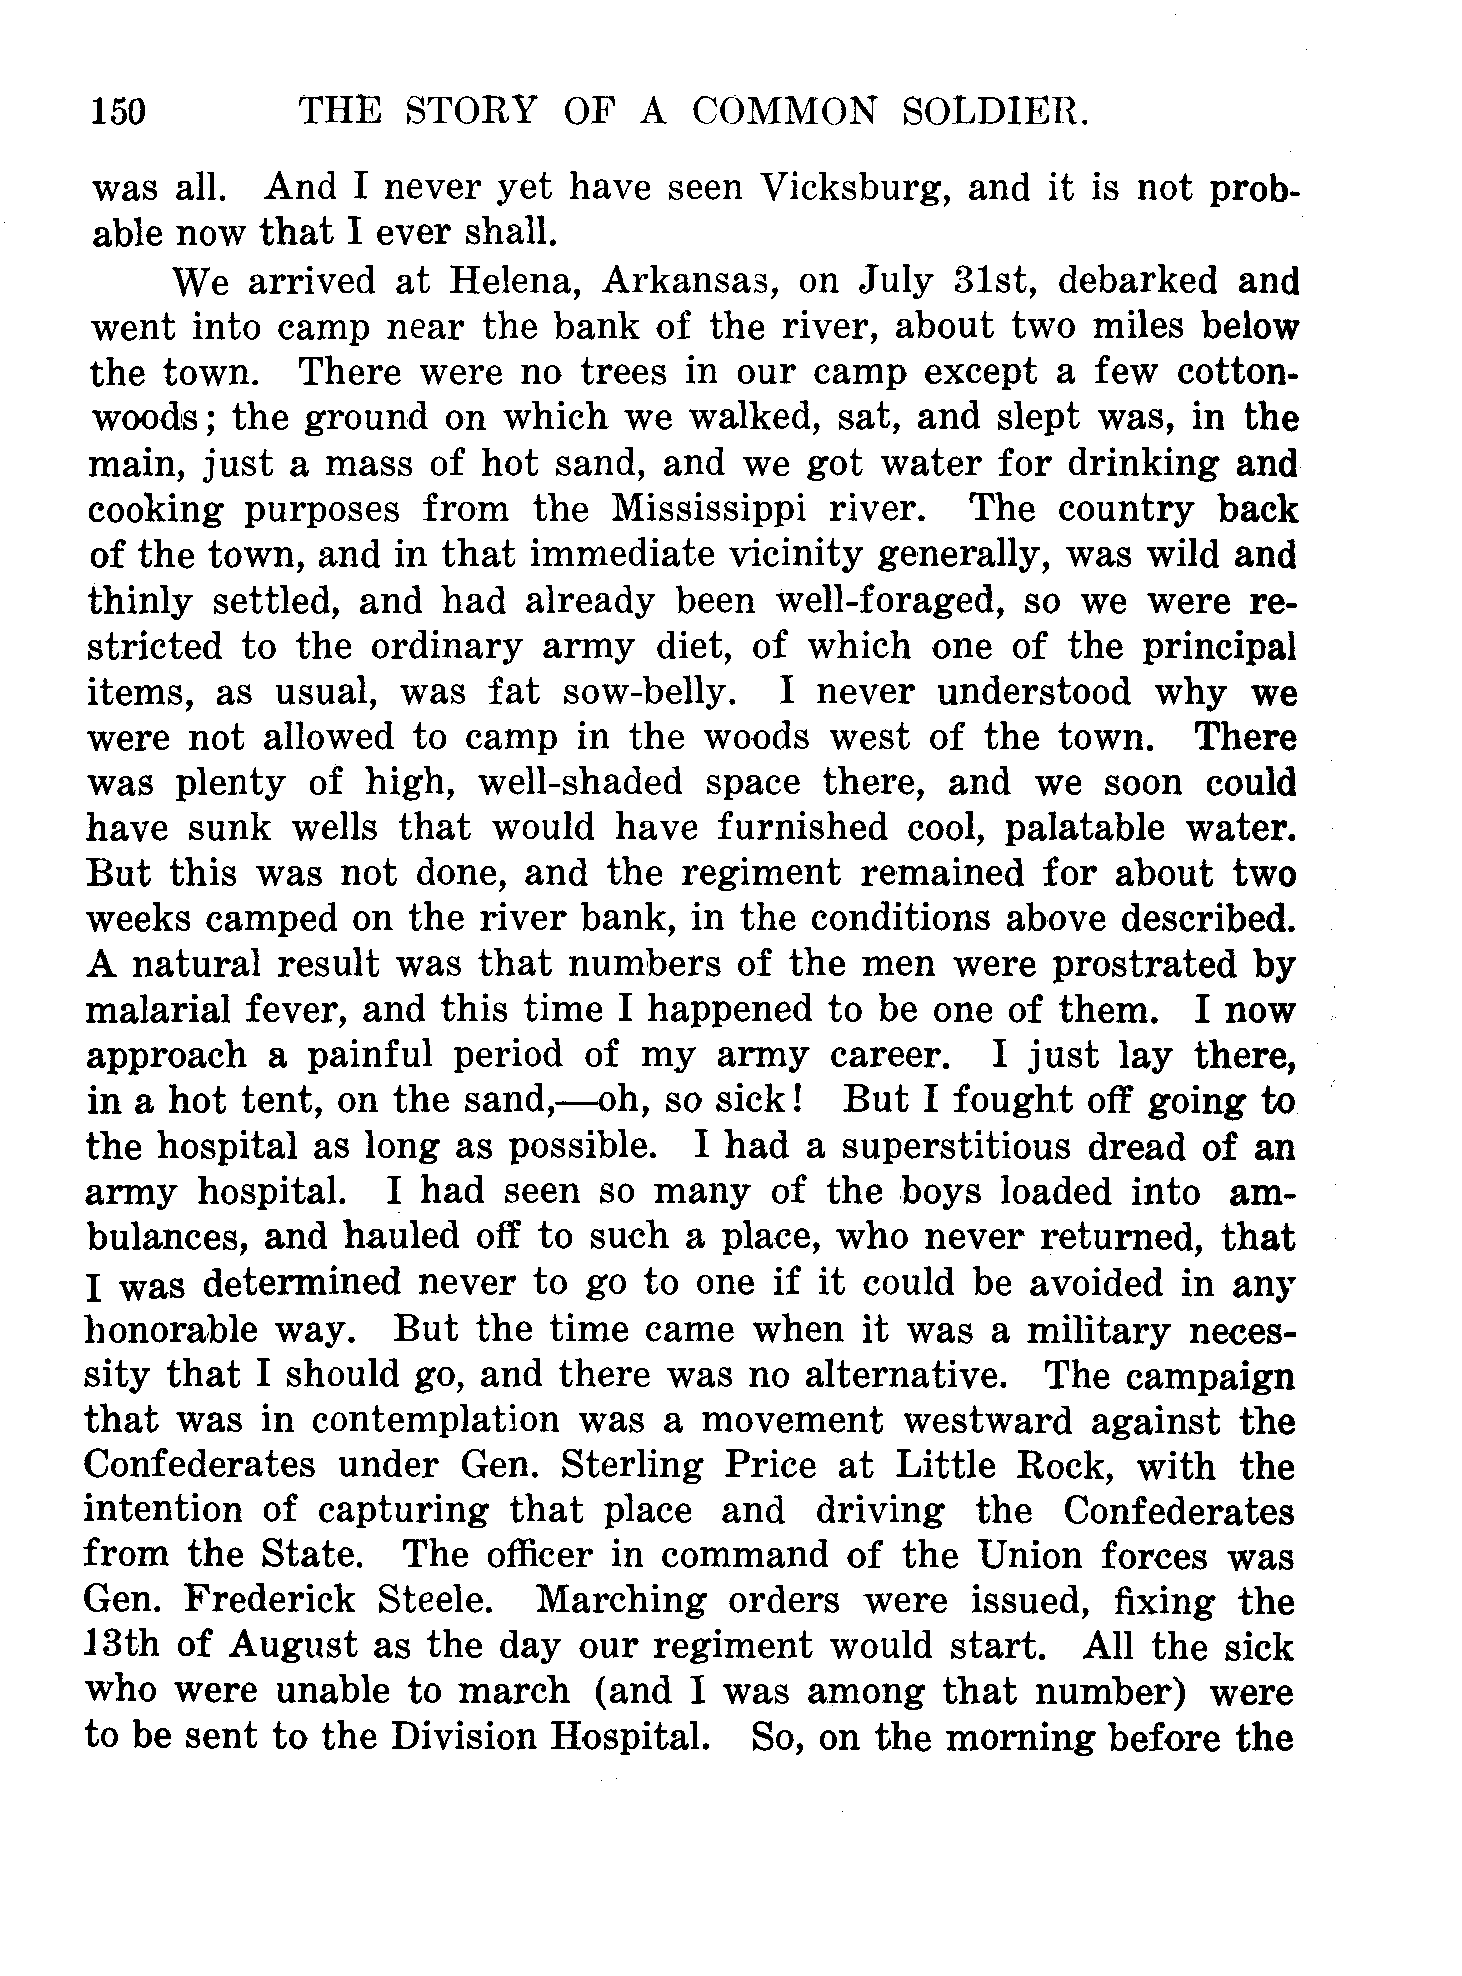 150 THE STORY OF A COMMON SOLDIER.
was all. And I never yet have seen Vicksburg, and it is not prob-
able now that I ever shall.
We arrived at Helena, Arkansas, on July 31st, debarked and
went into camp near the bank of the river, about two miles below
the town. There were no trees in our camp except a few cotton-
woods; the ground on which we walked, sat, and slept was, in the
main, just a mass of hot sand, and we got water for drinking and
cooking purposes from the Mississippi river. The country back
of the town, and in that immediate vicinity generally, was wild and
thinly settled, and had already been well-foraged, so we were re-
stricted to the ordinary army diet, of which one of the principal
items, as usual, was fat sow-belly. I never understood why we
were not allowed to camp in the woods west of the town. There
was plenty of high, well-shaded space there, and we soon could
have sunk wells that would have furnished cool, palatable water.
But this was not done, and the regiment remained for about two
weeks camped on the river bank, in the conditions above described.
A natural result was that numbers of the men were prostrated by
malarial fever, and this time I happened to be one of them. I now
approach a painful period of my army career. I just lay there,
in a hot tent, on the sand,—oh, so sick! But I fought off going to
the hospital as long as possible. I had a superstitious dread of an
army hospital. I had seen so many of the boys loaded into am-
bulances, and hauled off to such a place, who never returned, that
I was determined never to go to one if it could be avoided in any
honorable way. But the time came when it was a military neces-
sity that I should go, and there was no alternative. The campaign
that was in contemplation was a movement westward against the
Confederates under Gen. Sterling Price at Little Rock, with the
intention of capturing that place and driving the Confederates
from the State. The officer in command of the Union forces was
Gen. Frederick Steele. Marching orders were issued, fixing the
13th of August as the day our regiment would start. All the sick
who were unable to march (and I was among that number) were
to be sent to the Division Hospital. So, on the morning before the